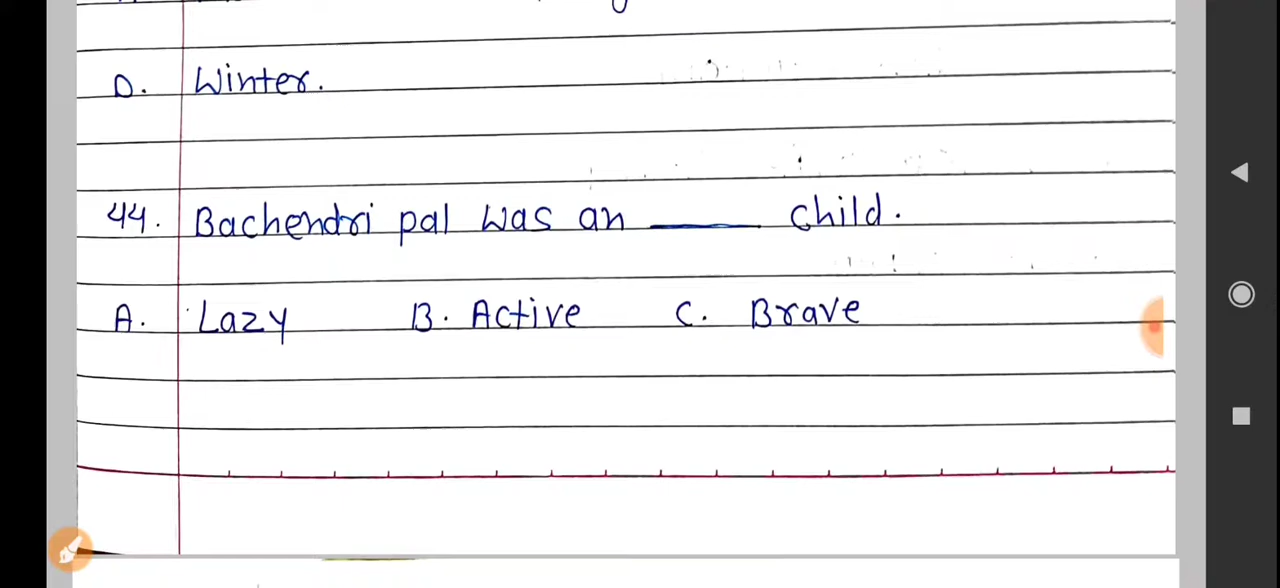 D. Winter.
44. Bachendri pal was an ____ child.
A. Lazy B. Active C. Brave